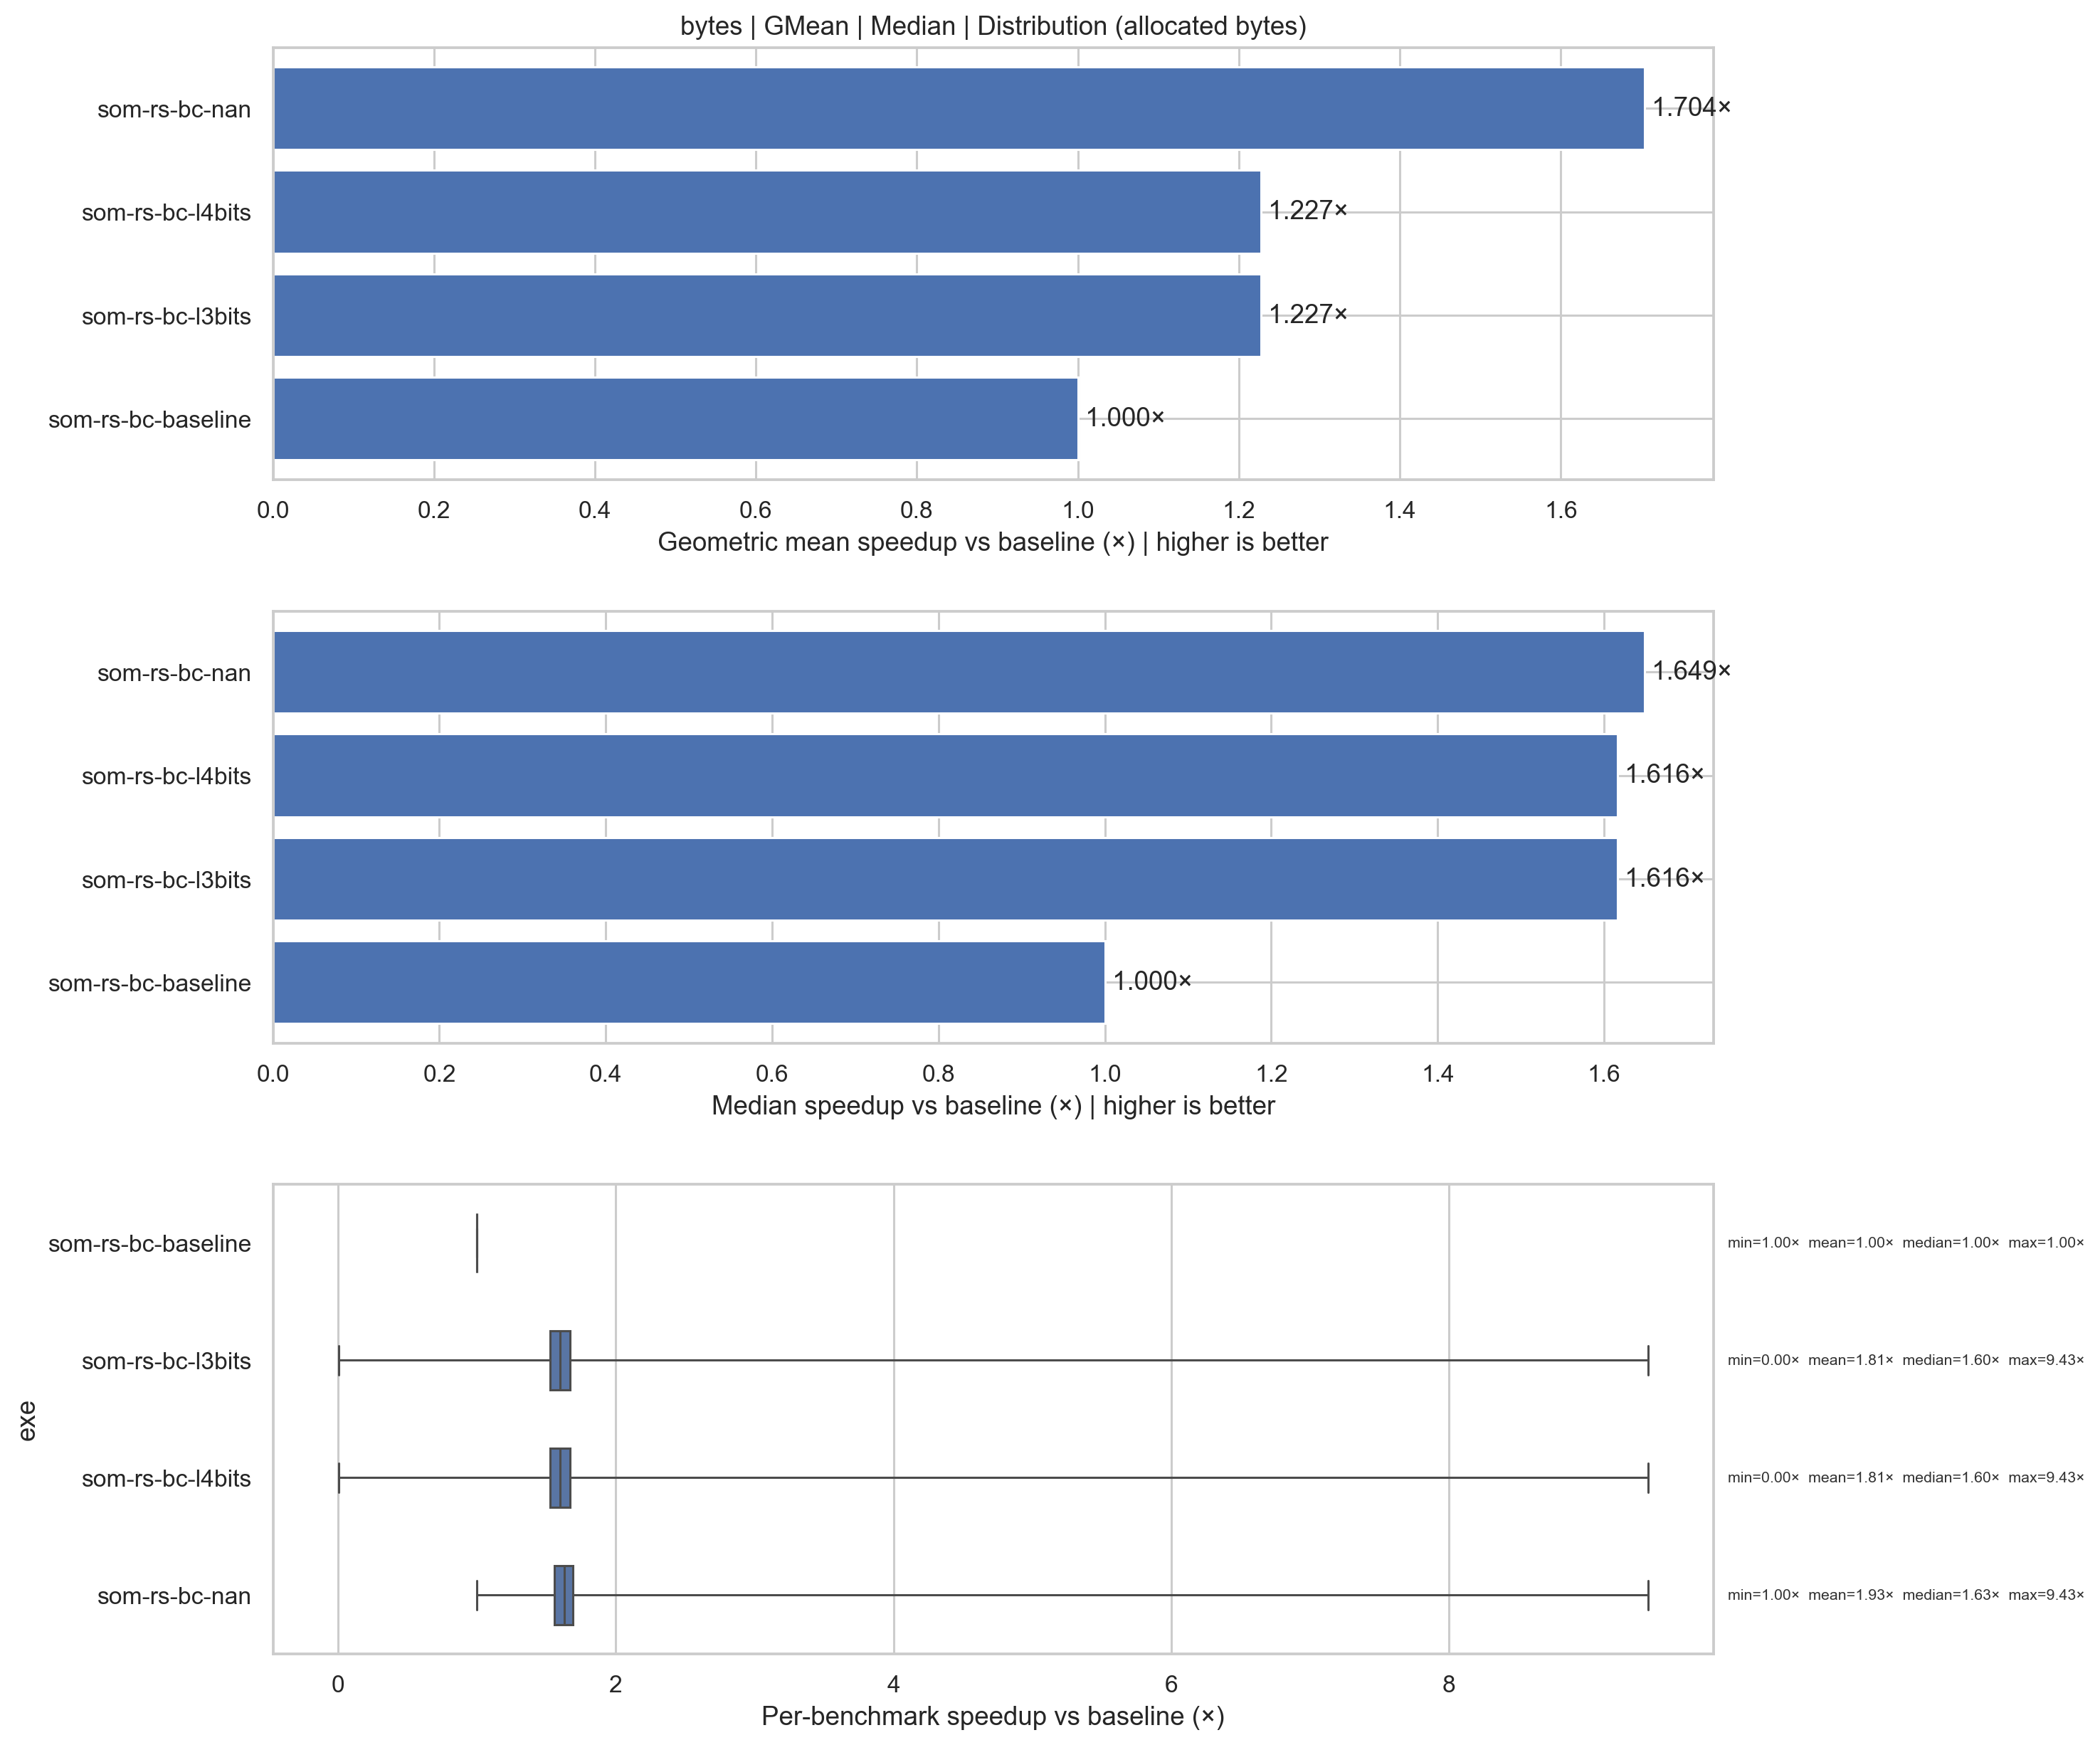 bytes | GMean | Median | Distribution (allocated bytes)
som-rs-bc-nan
1.704×
som-rs-bc-l4bits
1.227×
som-rs-bc-l3bits
1.227×
som-rs-bc-baseline
1.000×
0.0 0.2 0.4 0.6 0.8 1.0 1.2 1.4 1.6
Geometric mean speedup vs baseline (×) | higher is better
som-rs-bc-nan
1.649×
som-rs-bc-l4bits
1.616×
som-rs-bc-l3bits
1.616×
som-rs-bc-baseline
1.000×
0.0 0.2 0.4 0.6 0.8 1.0 1.2 1.4 1.6
Median speedup vs baseline (×) | higher is better
som-rs-bc-baseline
min=1.00× mean=1.00× median=1.00× max=1.00×
som-rs-bc-l3bits
min=0.00× mean=1.81× median=1.60× max=9.43×
exe
som-rs-bc-l4bits
min=0.00× mean=1.81× median=1.60× max=9.43×
som-rs-bc-nan
min=1.00× mean=1.93× median=1.63× max=9.43×
0 2 4 6 8
Per-benchmark speedup vs baseline (×)